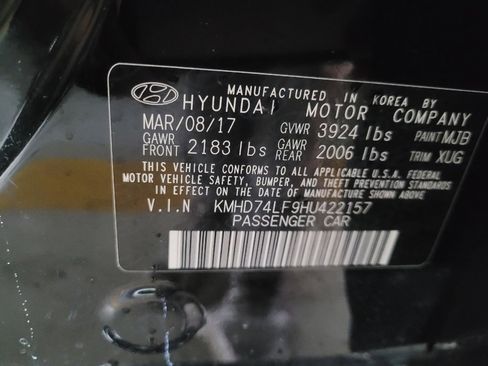 MANUFACTURED IN KOREA BY
HYUNDAI MOTOR COMPANY
MAR/08/17 GVWR 3924 lbs PAINT MJB
GAWR FRONT 2183 lbs GAWR REAR 2006 lbs TRIM XUG
THIS VEHICLE CONFORMS TO ALL APPLICABLE U.S.A. FEDERAL
MOTOR VEHICLE SAFETY, BUMPER, AND THEFT PREVENTION STANDARDS
IN EFFECT ON THE DATE OF MANUFACTURE SHOWN ABOVE.
V.I.N KMHD74LF9HU422157
PASSENGER CAR